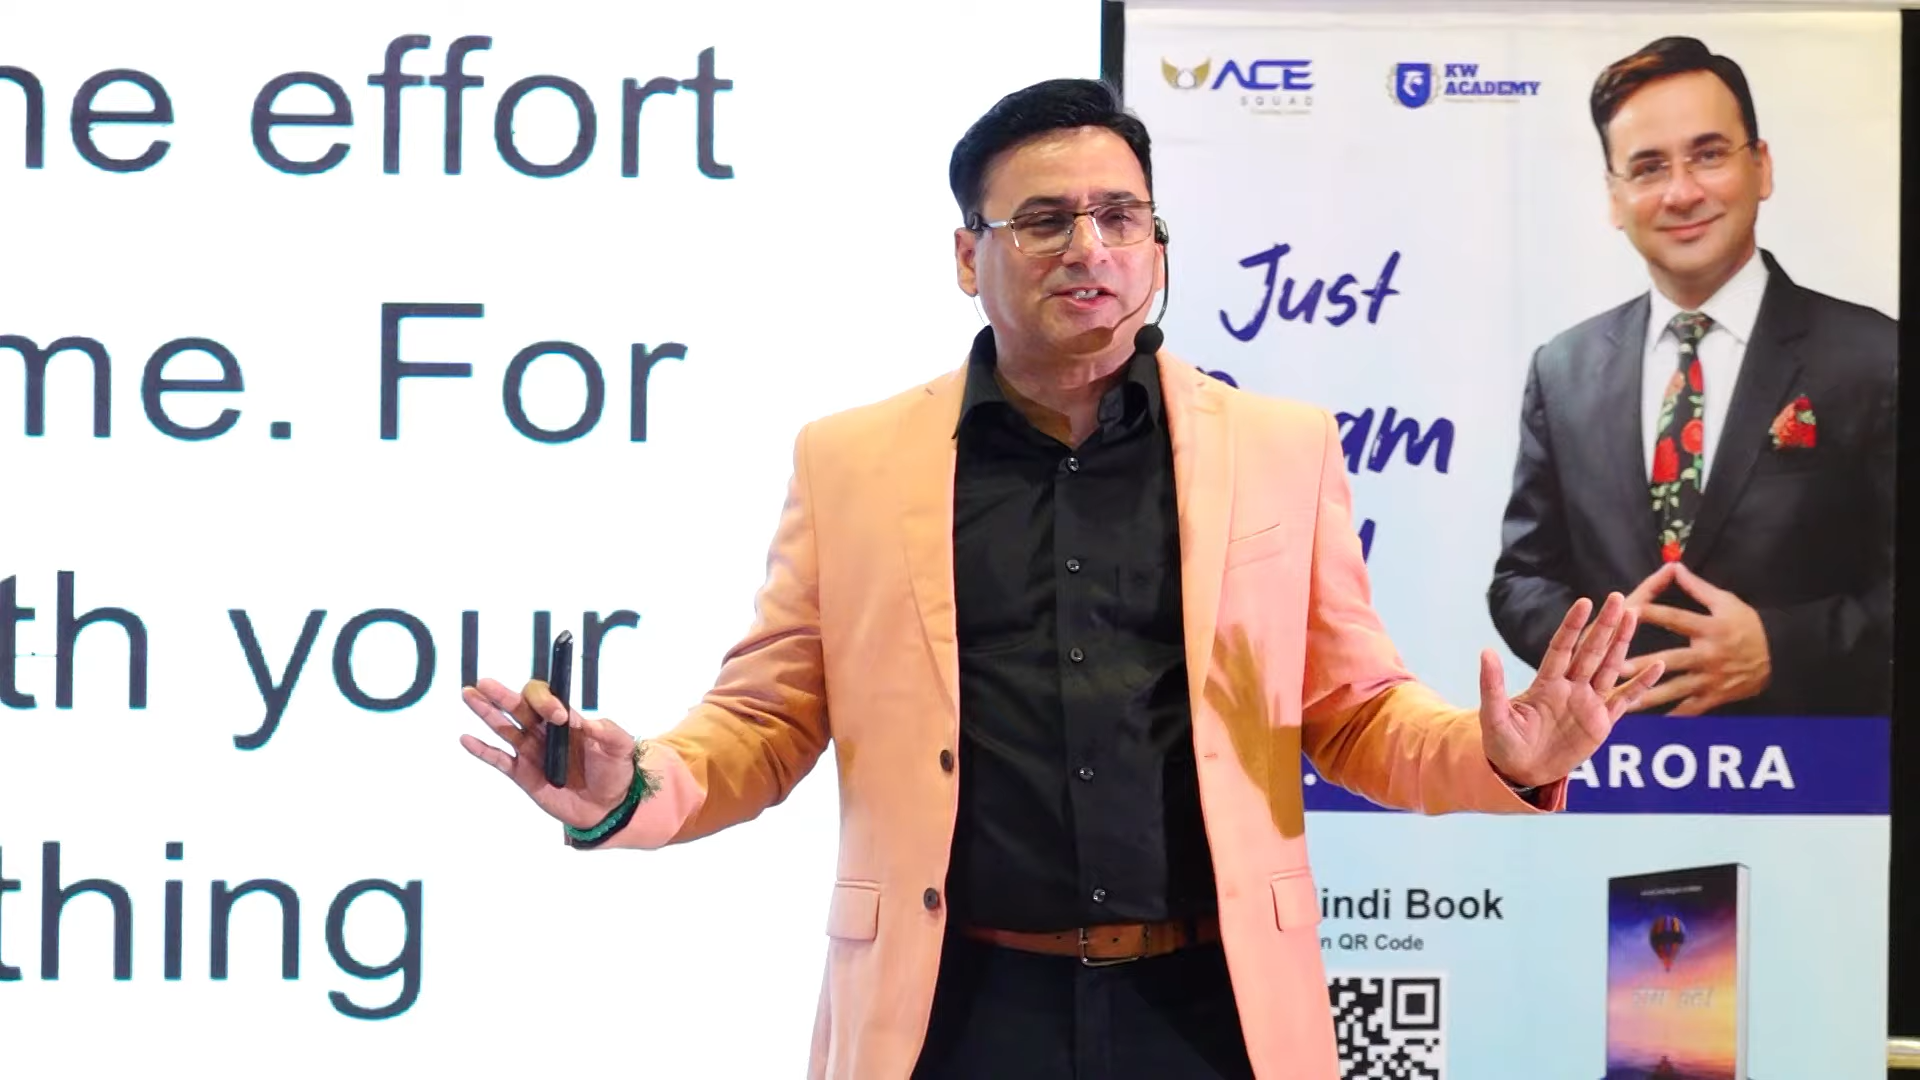 he effort
me. For
th your
thing
ACE
SQUAD
KW
ACADEMY
Just
am
ARORA
indi Book
n QR Code